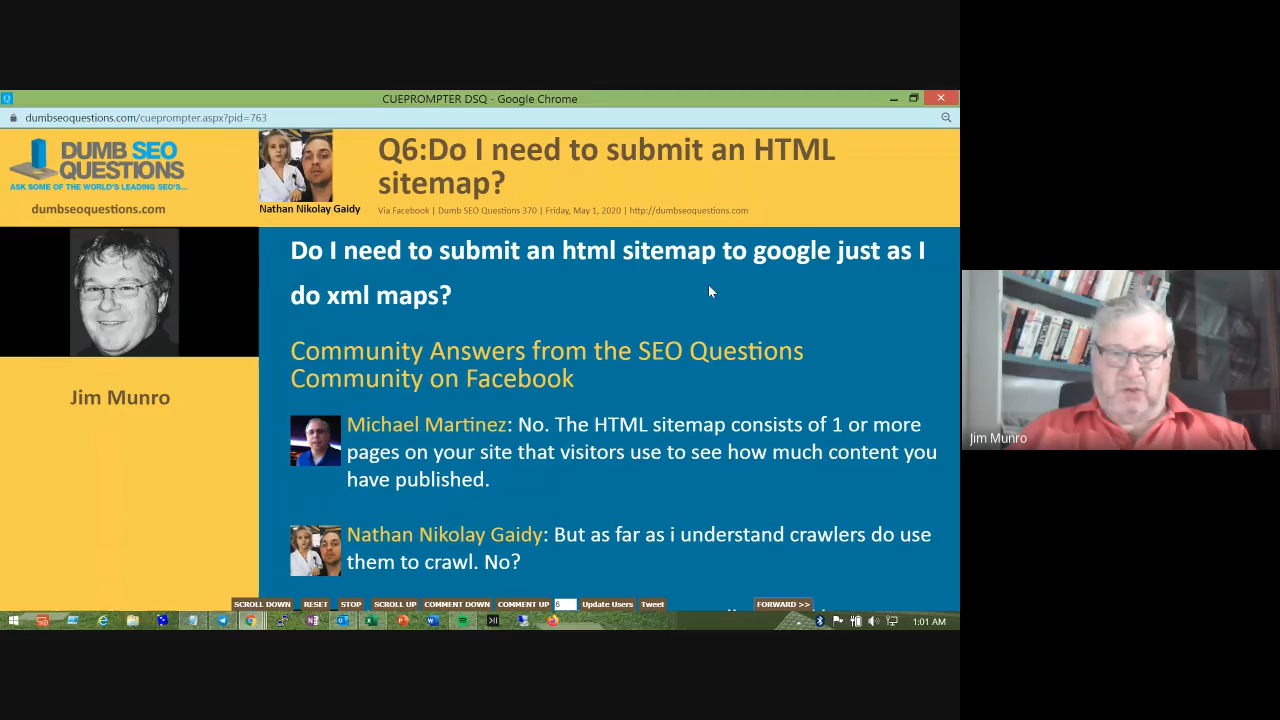 CUEPROMPTER DSQ - Google Chrome
dumbseoquestions.com/cueprompter.aspx?pid=763
DUMB SEO
QUESTIONS
ASK SOME OF THE WORLD'S LEADING SEO'S...
dumbseoquestions.com
Nathan Nikolay Gaidy
Q6:Do I need to submit an HTML
sitemap?
Via Facebook | Dumb SEO Questions 370 | Friday, May 1, 2020 | http://dumbseoquestions.com
Jim Munro
Do I need to submit an html sitemap to google just as I
do xml maps?
Community Answers from the SEO Questions
Community on Facebook
Michael Martinez: No. The HTML sitemap consists of 1 or more
pages on your site that visitors use to see how much content you
have published.
Nathan Nikolay Gaidy: But as far as i understand crawlers do use
them to crawl. No?
SCROLL DOWN RESET STOP SCROLL UP COMMENT DOWN COMMENT UP 6 Update Users Tweet FORWARD >>
1:01 AM
Jim Munro